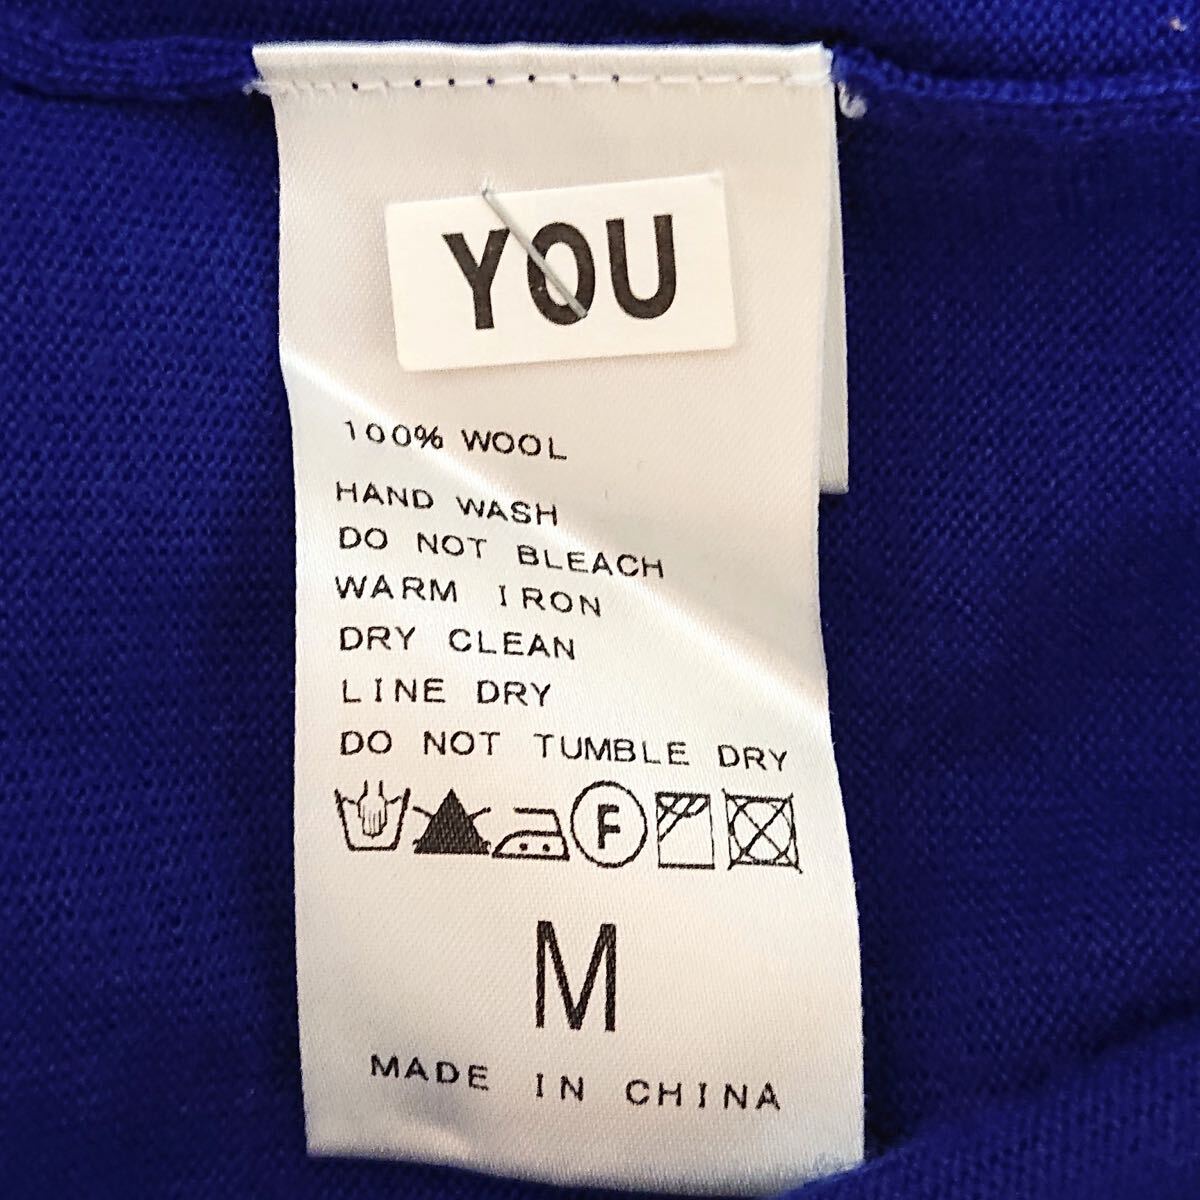 YOU
100% WOOL
HAND WASH
DO NOT BLEACH
WARM IRON
DRY CLEAN
LINE DRY
DO NOT TUMBLE DRY
F
M
MADE IN CHINA